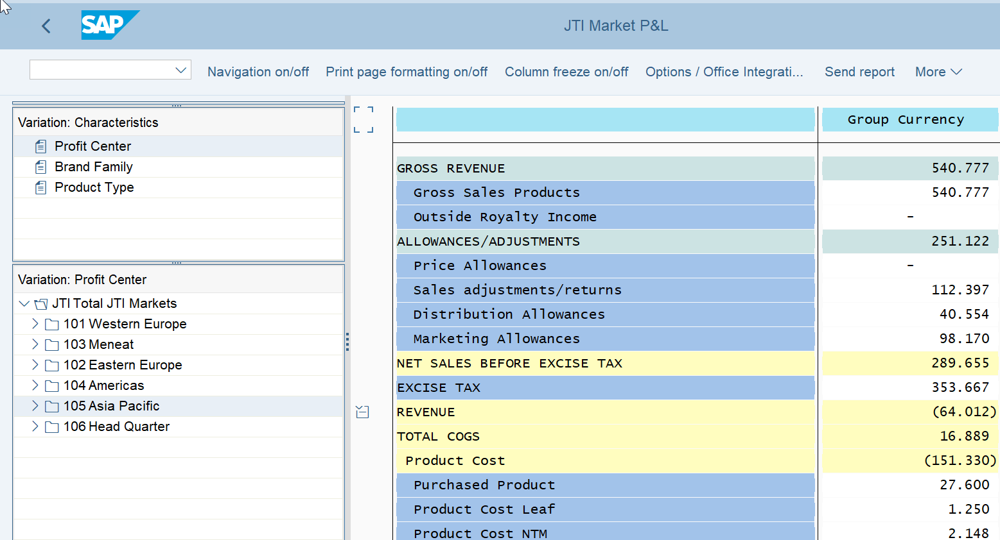 SAP
JTI Market P&L
Navigation on/off Print page formatting on/off Column freeze on/off Options / Office Integrati... Send report More
Variation: Characteristics
Profit Center
Brand Family
Product Type
Variation: Profit Center
JTI Total JTI Markets
101 Western Europe
103 Meneat
102 Eastern Europe
104 Americas
105 Asia Pacific
106 Head Quarter
Group Currency
GROSS REVENUE 540.777
Gross Sales Products 540.777
Outside Royalty Income -
ALLOWANCES/ADJUSTMENTS 251.122
Price Allowances -
Sales adjustments/returns 112.397
Distribution Allowances 40.554
Marketing Allowances 98.170
NET SALES BEFORE EXCISE TAX 289.655
EXCISE TAX 353.667
REVENUE (64.012)
TOTAL COGS 16.889
Product Cost (151.330)
Purchased Product 27.600
Product Cost Leaf 1.250
Product Cost NTM 2.148